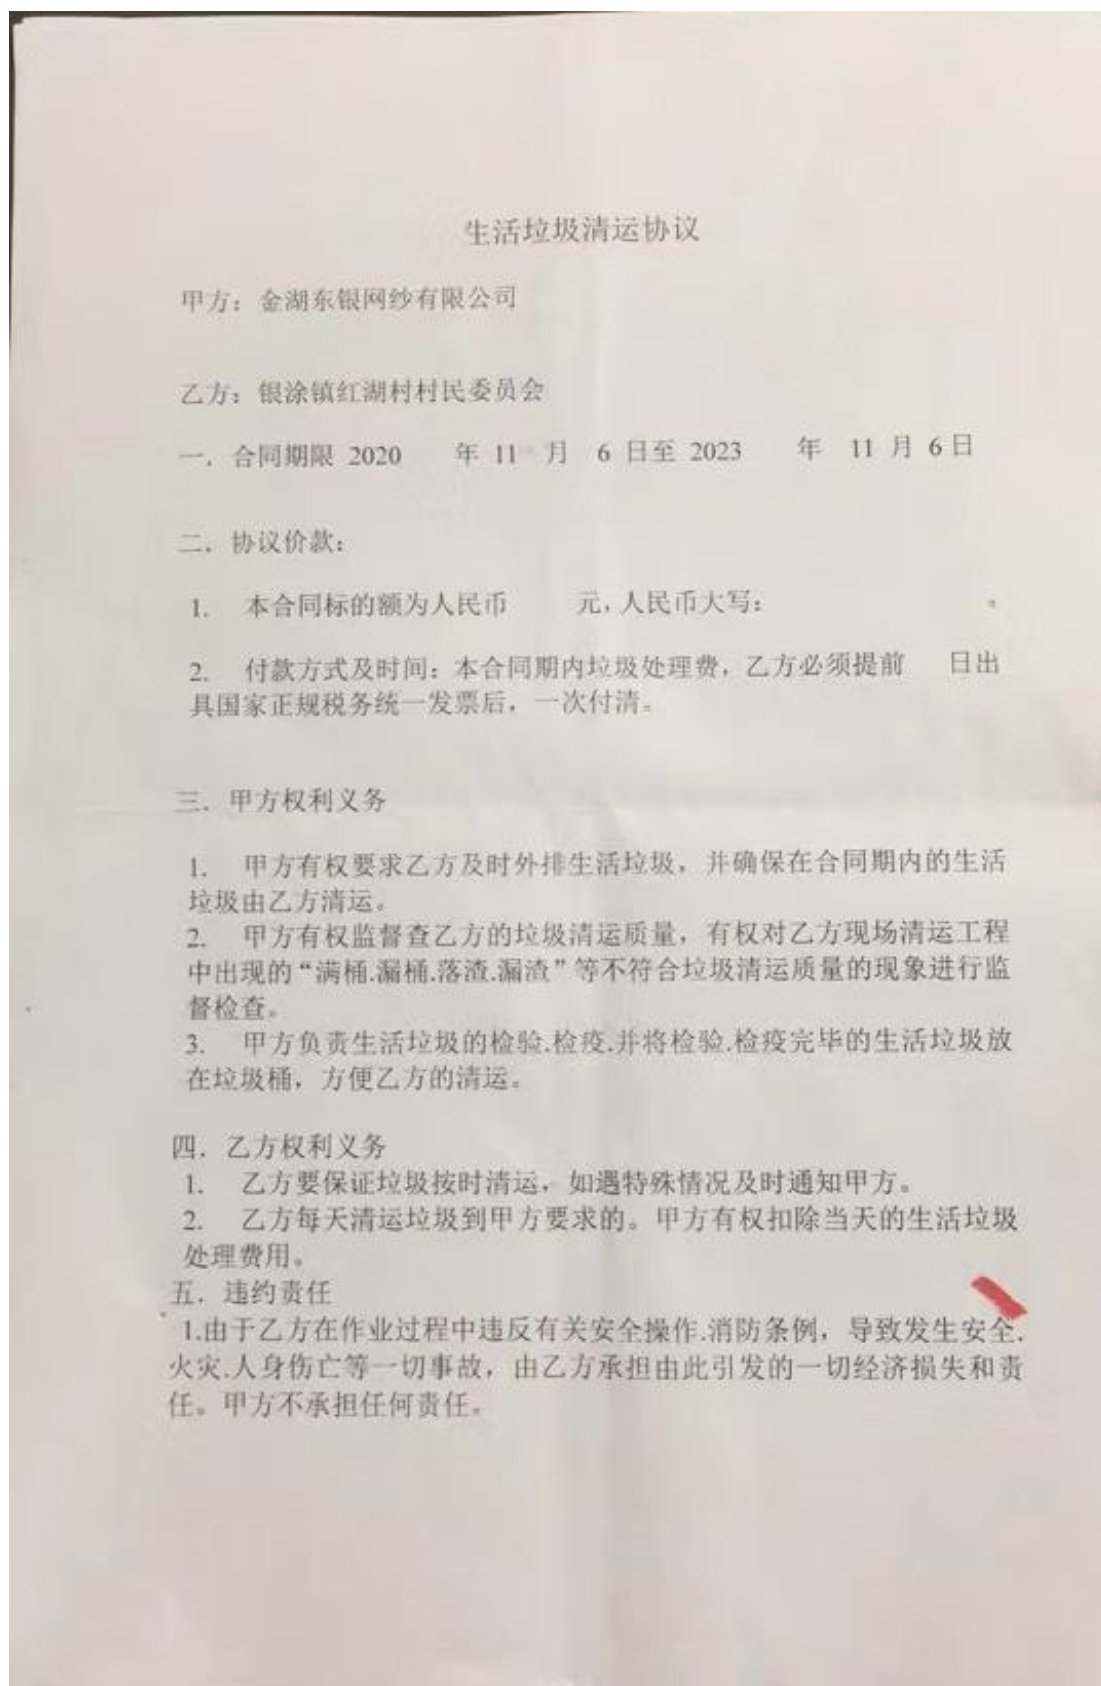 生活垃圾清运协议
甲方：金湖东银网纱有限公司
乙方：银涂镇红湖村村民委员会
一．合同期限 2020 年 11 月 6 日至 2023 年 11 月 6日
二．协议价款：
1. 本合同标的额为人民币 元，人民币大写： 。
2. 付款方式及时间：本合同期内垃圾处理费，乙方必须提前 日出
具国家正规税务统一发票后，一次付清。
三．甲方权利义务
1. 甲方有权要求乙方及时外排生活垃圾，并确保在合同期内的生活
垃圾由乙方清运。
2. 甲方有权监督查乙方的垃圾清运质量，有权对乙方现场清运工程
中出现的“满桶.漏桶.落渣.漏渣”等不符合垃圾清运质量的现象进行监
督检查。
3. 甲方负责生活垃圾的检验.检疫.并将检验.检疫完毕的生活垃圾放
在垃圾桶，方便乙方的清运。
四．乙方权利义务
1. 乙方要保证垃圾按时清运，如遇特殊情况及时通知甲方。
2. 乙方每天清运垃圾到甲方要求的。甲方有权扣除当天的生活垃圾
处理费用。
五．违约责任
1.由于乙方在作业过程中违反有关安全操作.消防条例，导致发生安全.
火灾.人身伤亡等一切事故，由乙方承担由此引发的一切经济损失和责
任。甲方不承担任何责任。